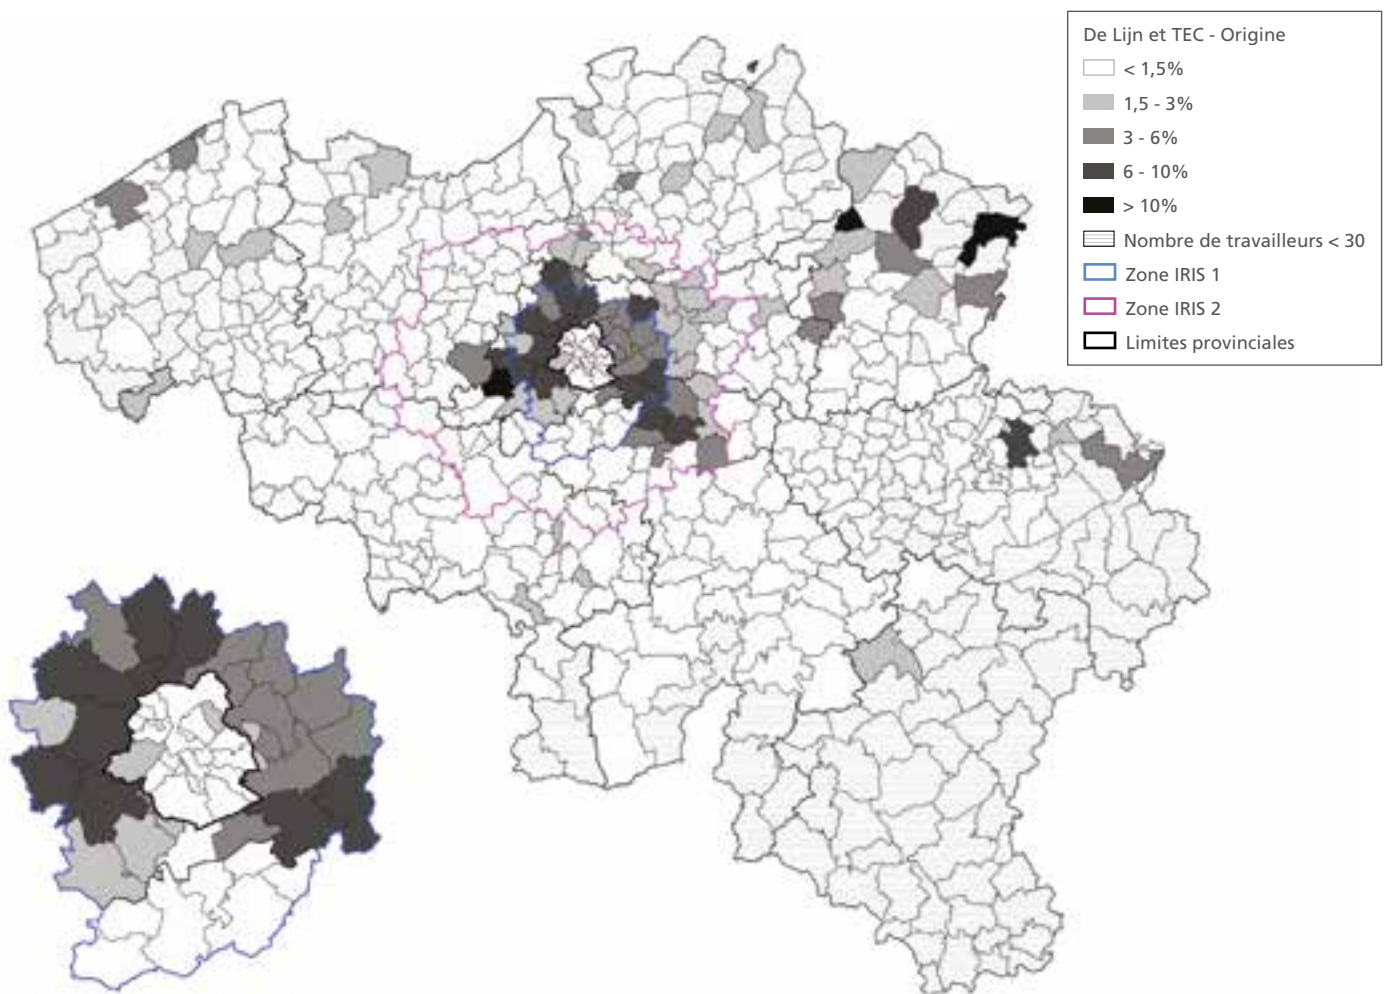 De Lijn et TEC - Origine
< 1,5%
1,5 - 3%
3 - 6%
6 - 10%
> 10%
Nombre de travailleurs < 30
Zone IRIS 1
Zone IRIS 2
Limites provinciales